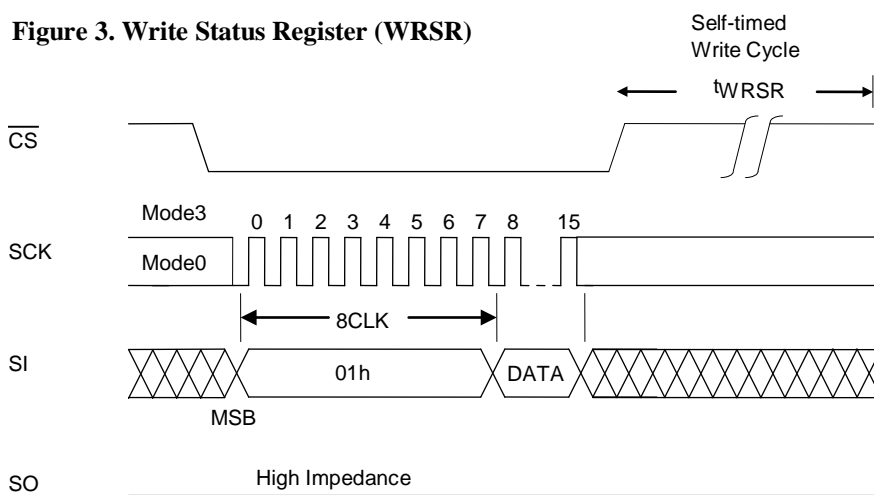 Figure 3. Write Status Register (WRSR)
Self-timed
Write Cycle
tWRSR
CS
Mode3
0 1 2 3 4 5 6 7 8 15
SCK
Mode0
8CLK
SI
01h
DATA
MSB
High Impedance
SO